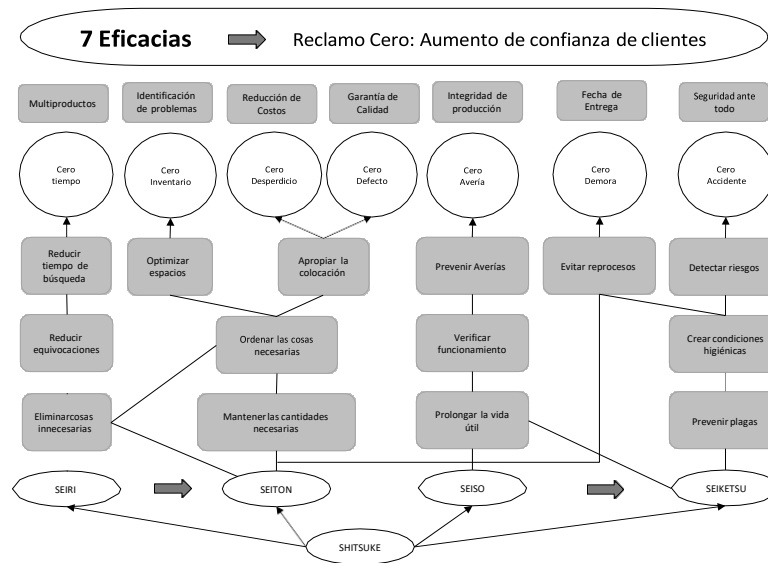 7 Eficacias
Reclamo Cero: Aumento de confianza de clientes
Multiproductos
Identificación
de problemas
Reducción de
Costos
Garantía de
Calidad
Integridad de
producción
Fecha de
Entrega
Seguridad ante
todo
Cero
tiempo
Cero
Inventario
Cero
Desperdicio
Cero
Defecto
Cero
Avería
Cero
Demora
Cero
Accidente
Reducir
tiempo de
búsqueda
Optimizar
espacios
Apropiar la
colocación
Prevenir Averías
Evitar reprocesos
Detectar riesgos
Reducir
equivocaciones
Ordenar las cosas
necesarias
Verificar
funcionamiento
Crear condiciones
higiénicas
Eliminarcosas
innecesarias
Mantenerlas cantidades
necesarias
Prolongar la vida
útil
Prevenir plagas
SEIRI
SEITON
SEISO
SEIKETSU
SHITSUKE